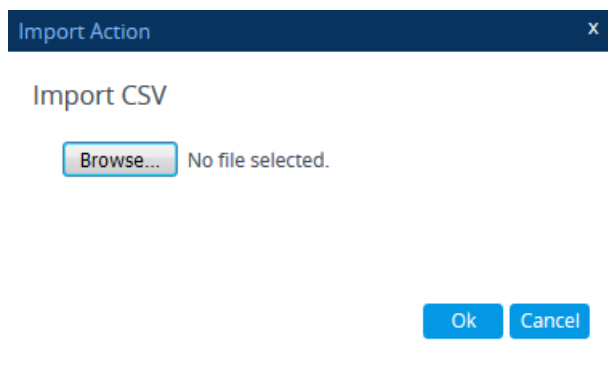 Import Action x
Import CSV
Browse... No file selected.
Ok Cancel